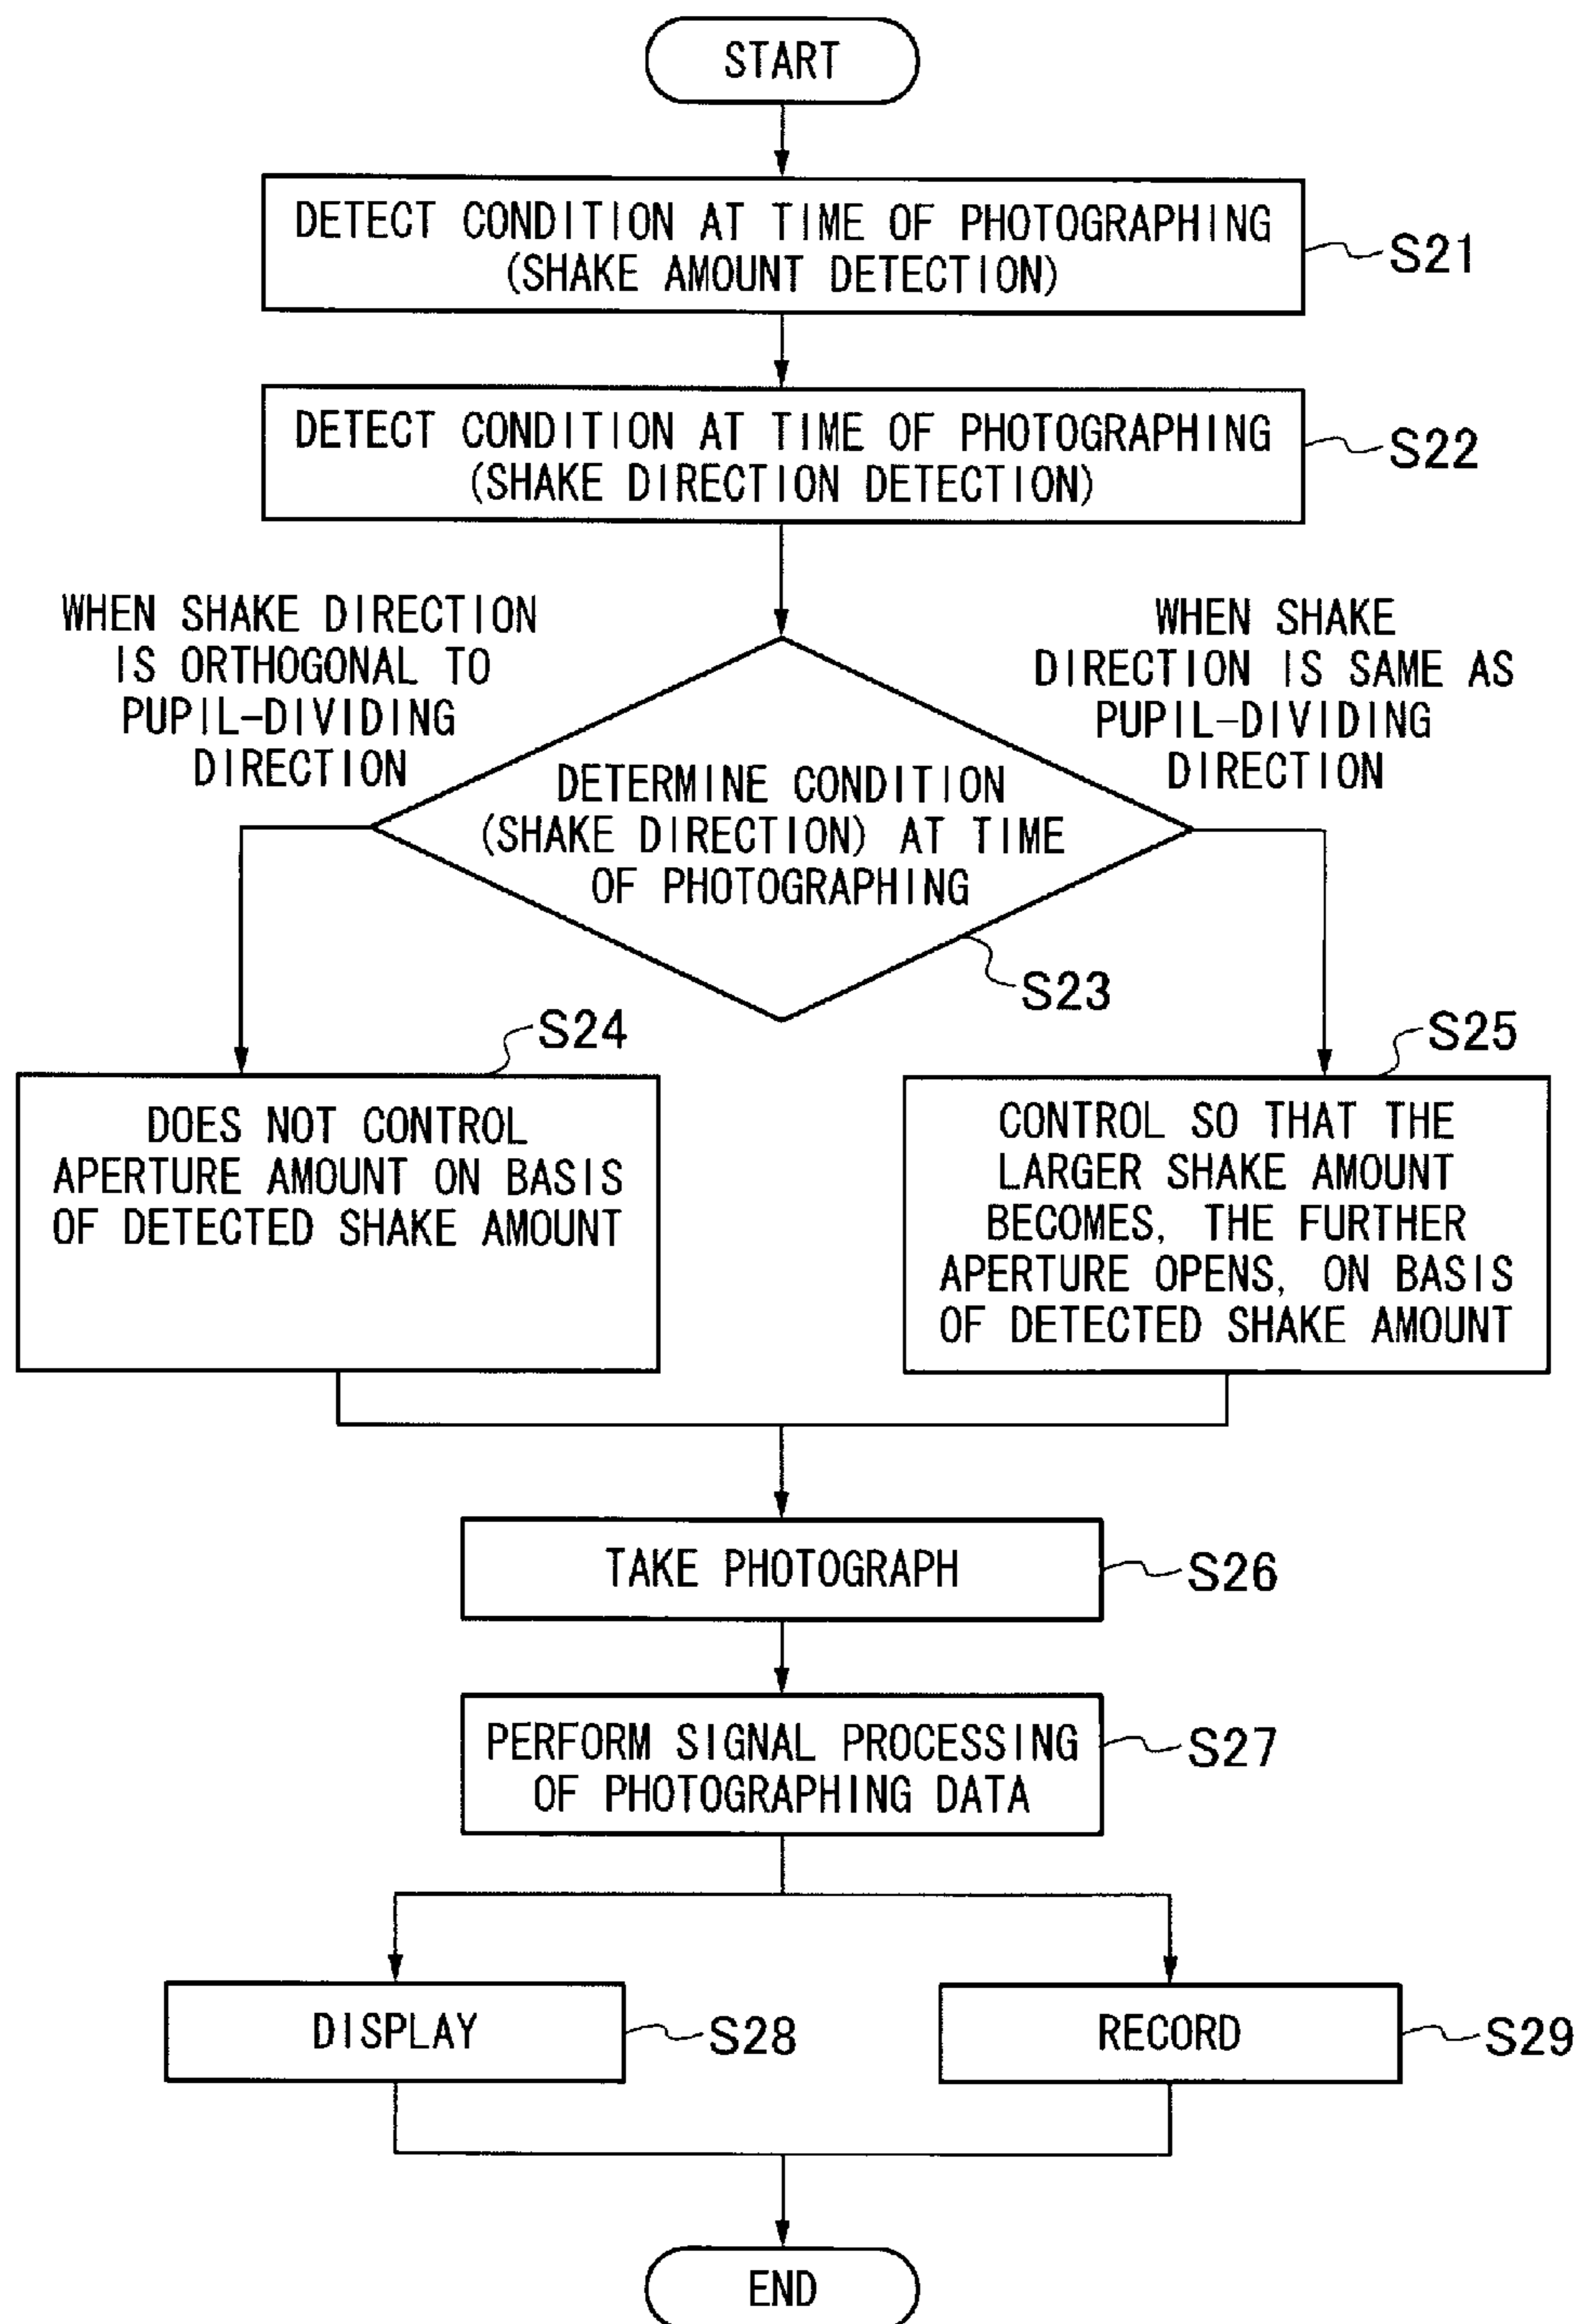 START
DETECT CONDITION AT TIME OF PHOTOGRAPHING
(SHAKE AMOUNT DETECTION)
S21
DETECT CONDITION AT TIME OF PHOTOGRAPHING
(SHAKE DIRECTION DETECTION)
S22
WHEN SHAKE DIRECTION
IS ORTHOGONAL TO
PUPIL-DIVIDING
DIRECTION
WHEN SHAKE
DIRECTION IS SAME AS
PUPIL-DIVIDING
DIRECTION
DETERMINE CONDITION
(SHAKE DIRECTION) AT TIME
OF PHOTOGRAPHING
S23
S24
DOES NOT CONTROL
APERTURE AMOUNT ON BASIS
OF DETECTED SHAKE AMOUNT
S25
CONTROL SO THAT THE
LARGER SHAKE AMOUNT
BECOMES, THE FURTHER
APERTURE OPENS, ON BASIS
OF DETECTED SHAKE AMOUNT
TAKE PHOTOGRAPH
S26
PERFORM SIGNAL PROCESSING
OF PHOTOGRAPHING DATA
S27
DISPLAY
S28
RECORD
S29
END